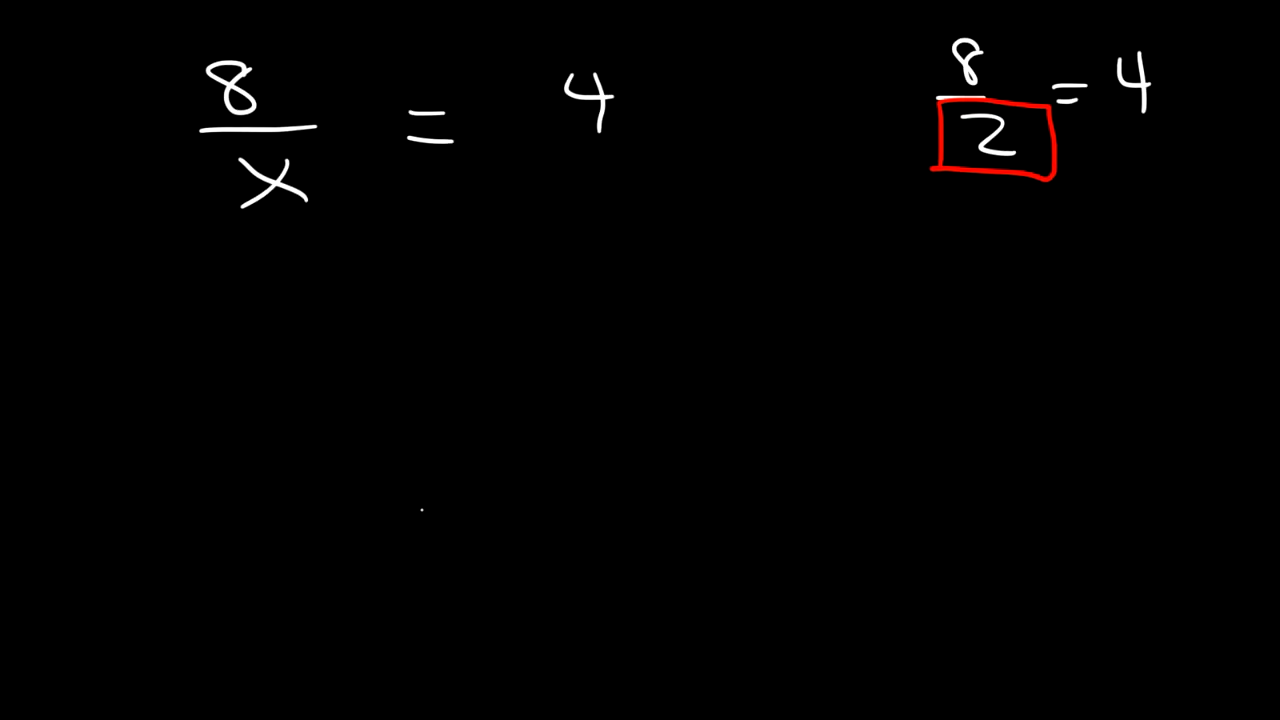 8/x = 4
8/2 = 4